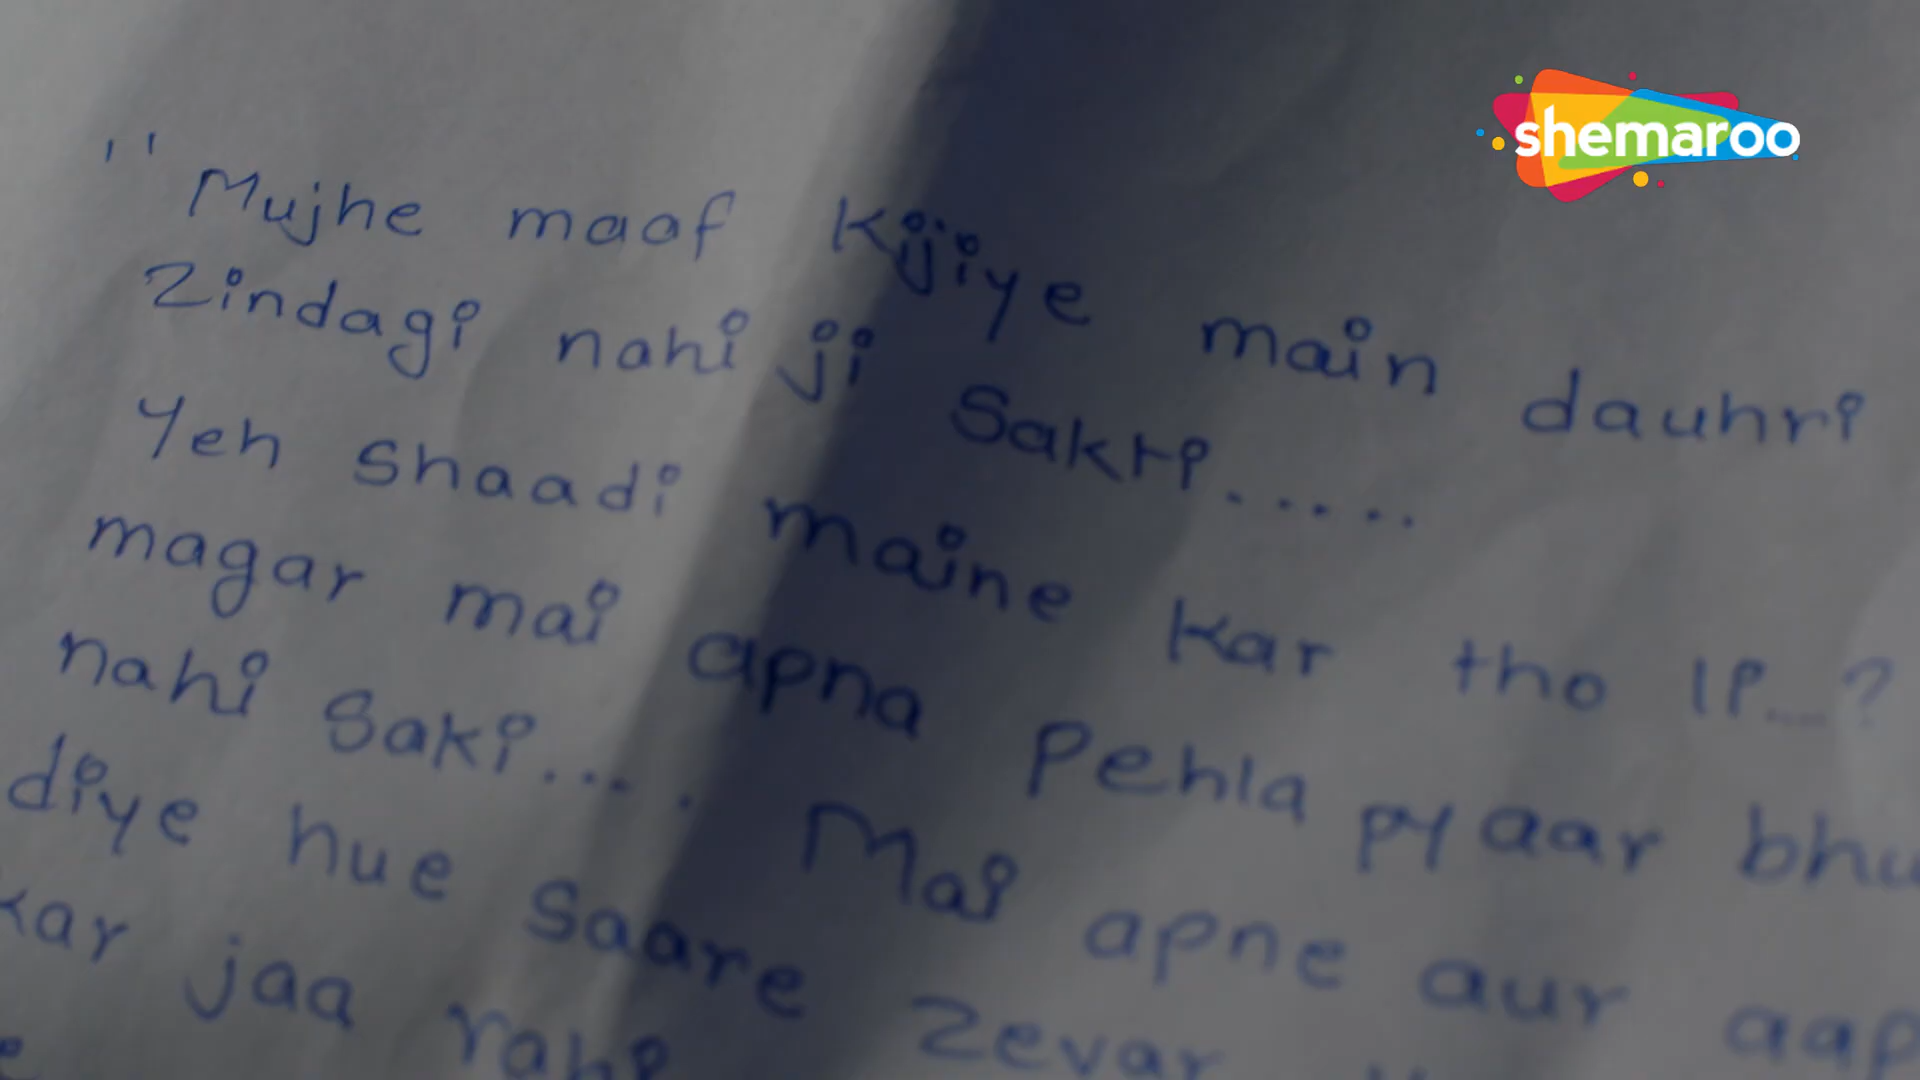 shemaroo
" Mujhe maaf Kijiye main dauhri
Zindagi nahi ji Sakti.....
Yeh shaadi maine Kar tho li...?
magar mai apna Pehla pyaar
nahi Saki.... Mai apne aur aap
diye hue saare Zevar
kar jaa rahi